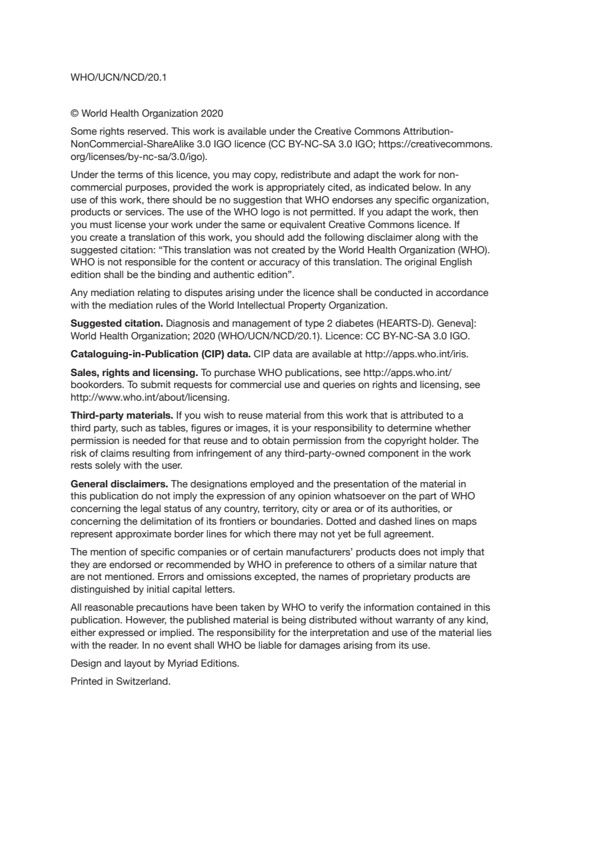 WHO/UCN/NCD/20.1
© World Health Organization 2020
Some rights reserved. This work is available under the Creative Commons Attribution-
NonCommercial-ShareAlike 3.0 IGO licence (CC BY-NC-SA 3.0 IGO; https://creativecommons.
org/licenses/by-nc-sa/3.0/igo).
Under the terms of this licence, you may copy, redistribute and adapt the work for non-
commercial purposes, provided the work is appropriately cited, as indicated below. In any
use of this work, there should be no suggestion that WHO endorses any specific organization,
products or services. The use of the WHO logo is not permitted. If you adapt the work, then
you must license your work under the same or equivalent Creative Commons licence. If
you create a translation of this work, you should add the following disclaimer along with the
suggested citation: “This translation was not created by the World Health Organization (WHO).
WHO is not responsible for the content or accuracy of this translation. The original English
edition shall be the binding and authentic edition”.
Any mediation relating to disputes arising under the licence shall be conducted in accordance
with the mediation rules of the World Intellectual Property Organization.
Suggested citation. Diagnosis and management of type 2 diabetes (HEARTS-D). Geneva]:
World Health Organization; 2020 (WHO/UCN/NCD/20.1). Licence: CC BY-NC-SA 3.0 IGO.
Cataloguing-in-Publication (CIP) data. CIP data are available at http://apps.who.int/iris.
Sales, rights and licensing. To purchase WHO publications, see http://apps.who.int/
bookorders. To submit requests for commercial use and queries on rights and licensing, see
http://www.who.int/about/licensing.
Third-party materials. If you wish to reuse material from this work that is attributed to a
third party, such as tables, figures or images, it is your responsibility to determine whether
permission is needed for that reuse and to obtain permission from the copyright holder. The
risk of claims resulting from infringement of any third-party-owned component in the work
rests solely with the user.
General disclaimers. The designations employed and the presentation of the material in
this publication do not imply the expression of any opinion whatsoever on the part of WHO
concerning the legal status of any country, territory, city or area or of its authorities, or
concerning the delimitation of its frontiers or boundaries. Dotted and dashed lines on maps
represent approximate border lines for which there may not yet be full agreement.
The mention of specific companies or of certain manufacturers’ products does not imply that
they are endorsed or recommended by WHO in preference to others of a similar nature that
are not mentioned. Errors and omissions excepted, the names of proprietary products are
distinguished by initial capital letters.
All reasonable precautions have been taken by WHO to verify the information contained in this
publication. However, the published material is being distributed without warranty of any kind,
either expressed or implied. The responsibility for the interpretation and use of the material lies
with the reader. In no event shall WHO be liable for damages arising from its use.
Design and layout by Myriad Editions.
Printed in Switzerland.